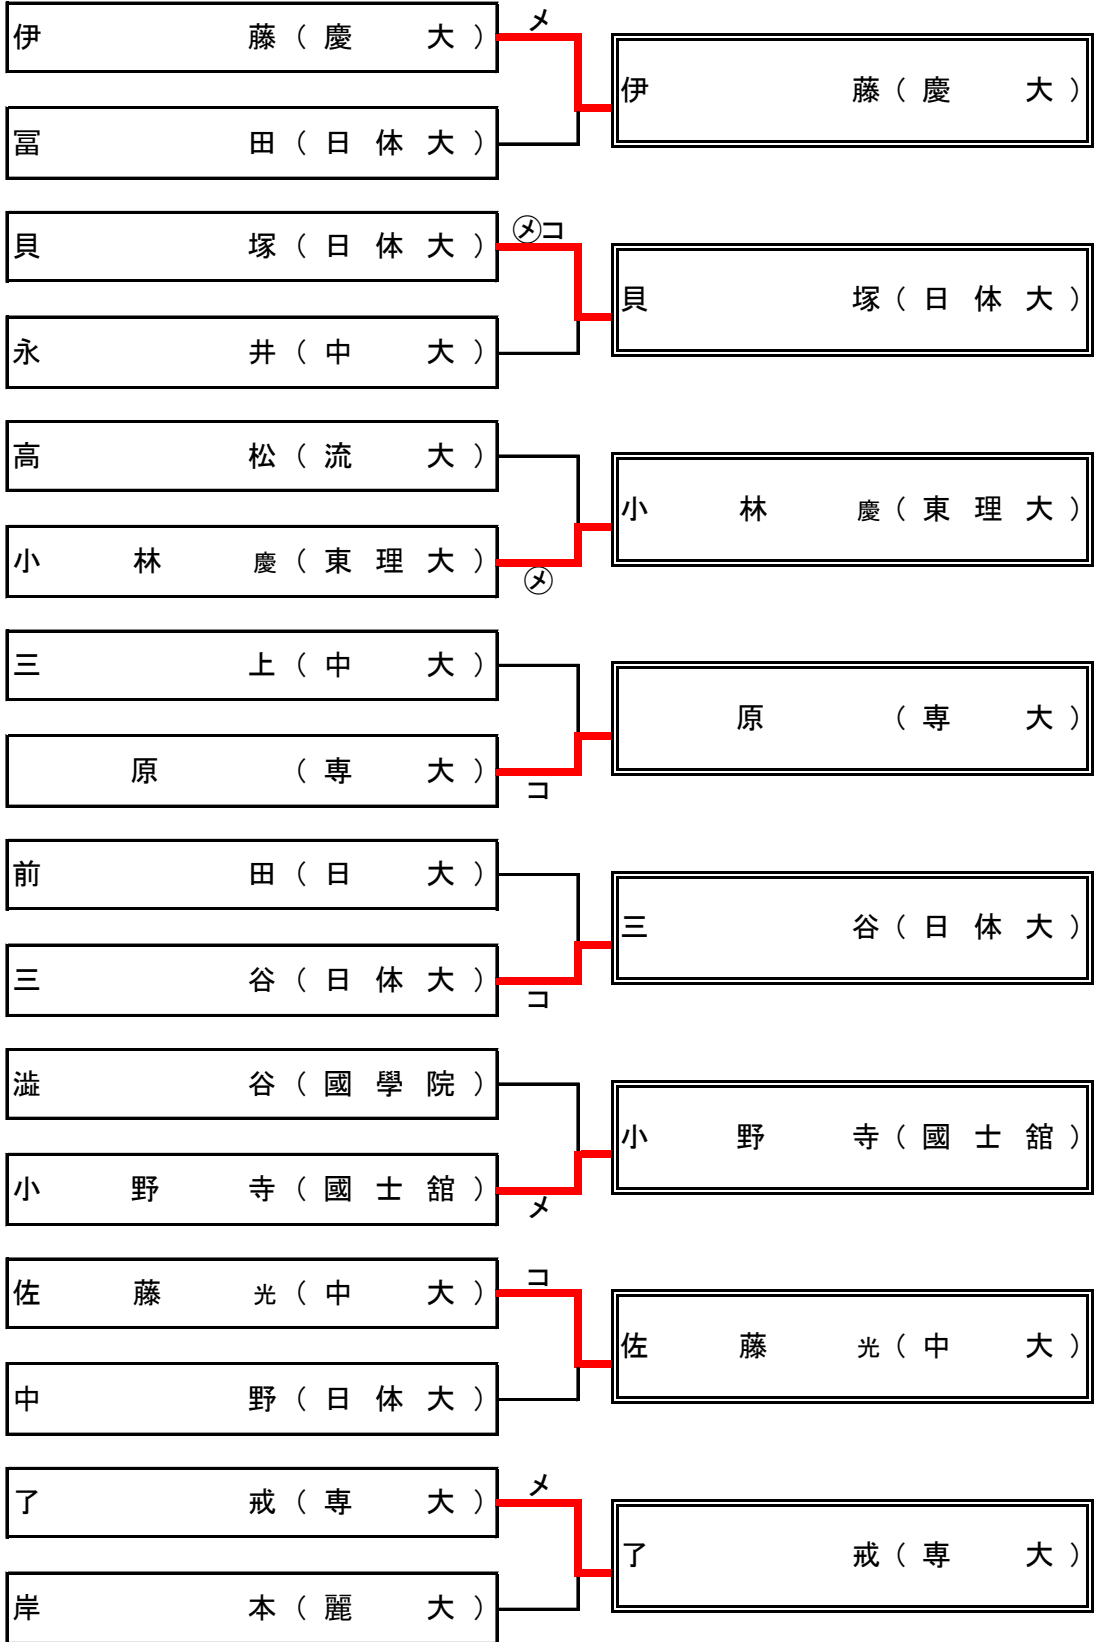 伊藤（慶大）
メ
冨田（日体大）
伊藤（慶大）
貝塚（日体大）
㋱コ
永井（中大）
貝塚（日体大）
高松（流大）
小林慶（東理大）
㋱
小林慶（東理大）
三上（中大）
原（専大）
コ
原（専大）
前田（日大）
三谷（日体大）
コ
三谷（日体大）
澁谷（國學院）
小野寺（國士舘）
メ
小野寺（國士舘）
佐藤光（中大）
コ
中野（日体大）
佐藤光（中大）
了戒（専大）
メ
岸本（麗大）
了戒（専大）